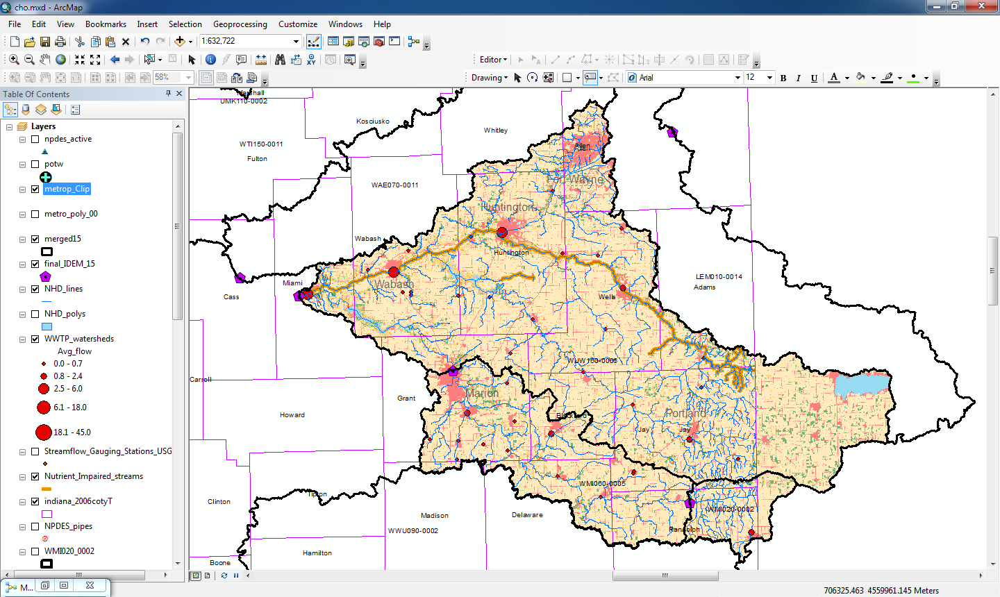 cho.mxd - ArcMap
File Edit View Bookmarks Insert Selection Geoprocessing Customize Windows Help
1:632,722
Editor
58%
Drawing
Arial
12
B I U A
Table Of Contents
Layers
npdes_active
potw
metrop_Clip
metro_poly_00
merged15
final_IDEM_15
NHD_lines
NHD_polys
WWTP_watersheds
Avg_flow
0.0 - 0.7
0.8 - 2.4
2.5 - 6.0
6.1 - 18.0
18.1 - 45.0
Streamflow_Gauging_Stations_USG
Nutrient_Impaired_streams
indiana_2006cotyT
NPDES_pipes
WMI020_0002
Marshall
UMK110-0002
Kosciusko
Whitley
WTI150-0011
Fulton
Allen
WAE070-0011
Fort Wayne
Huntington
Wabash
Huntington
Miami
Wabash
LEM010-0014
Adams
Cass
Wells
WUW160-0006
Carroll
Grant
Marion
Howard
Portland
Jay
Jay
WMI060-0005
Tipton
Clinton
Madison
Delaware
WMI020-0002
Randolph
WWU090-0002
Hamilton
Boone
M...
706325.463 4559961.145 Meters